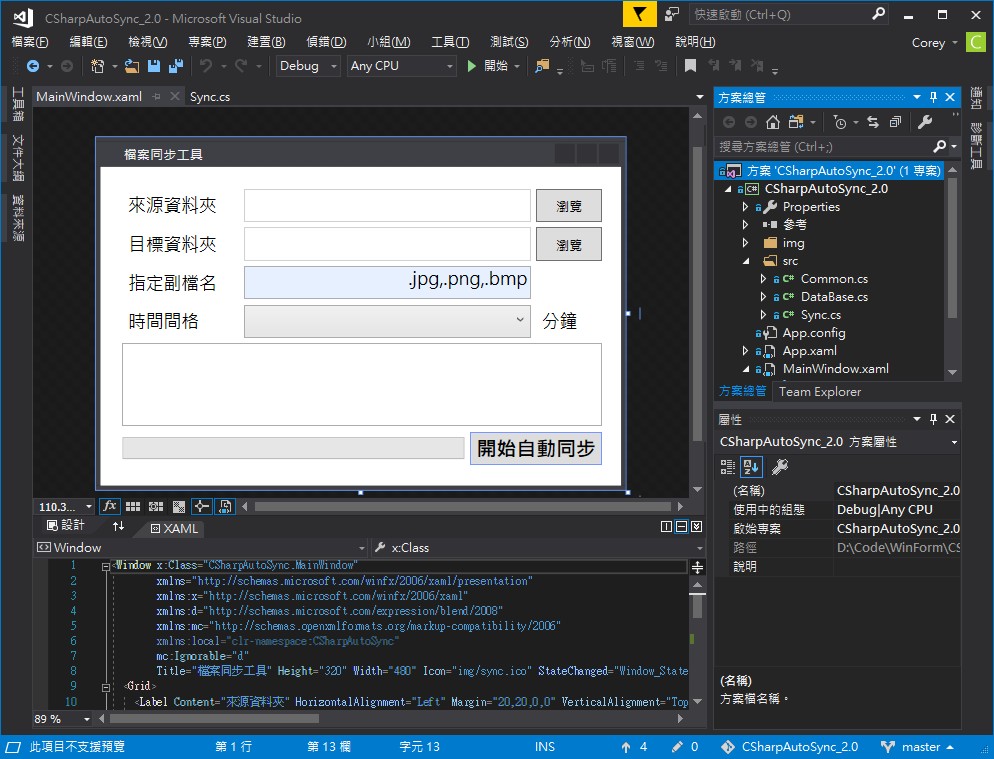 CSharpAutoSync_2.0 - Microsoft Visual Studio
快速啟動 (Ctrl+Q)
檔案(F) 編輯(E) 檢視(V) 專案(P) 建置(B) 偵錯(D) 小組(M) 工具(T) 測試(S) 分析(N) 視窗(W) 說明(H)
Corey C
Debug Any CPU 開始
工具箱
文件大綱
資料來源
MainWindow.xaml Sync.cs
檔案同步工具
來源資料夾 瀏覽
目標資料夾 瀏覽
指定副檔名 .jpg,.png,.bmp
時間間格 分鐘
開始自動同步
110.3... fx
設計 XAML
Window x:Class
1 <Window x:Class="CSharpAutoSync.MainWindow"
2 xmlns="http://schemas.microsoft.com/winfx/2006/xaml/presentation"
3 xmlns:x="http://schemas.microsoft.com/winfx/2006/xaml"
4 xmlns:d="http://schemas.microsoft.com/expression/blend/2008"
5 xmlns:mc="http://schemas.openxmlformats.org/markup-compatibility/2006"
6 xmlns:local="clr-namespace:CSharpAutoSync"
7 mc:Ignorable="d"
8 Title="檔案同步工具" Height="320" Width="480" Icon="img/sync.ico" StateChanged="Window_State
9 <Grid>
10 <Label Content="來源資料夾" HorizontalAlignment="Left" Margin="20,20,0,0" VerticalAlignment="Top
89 %
方案總管
搜尋方案總管 (Ctrl+;)
方案 'CSharpAutoSync_2.0' (1 專案)
C# CSharpAutoSync_2.0
Properties
參考
img
src
C# Common.cs
C# DataBase.cs
C# Sync.cs
App.config
App.xaml
MainWindow.xaml
方案總管 Team Explorer
屬性
CSharpAutoSync_2.0 方案屬性
(名稱) CSharpAutoSync_2.0
使用中的組態 Debug|Any CPU
啟始專案 CSharpAutoSync_2.0
路徑 D:\Code\WinForm\CS
說明
(名稱)
方案檔名稱。
通知
診斷工具
此項目不支援預覽 第 1 行 第 13 欄 字元 13 INS 4 0 CSharpAutoSync_2.0 master